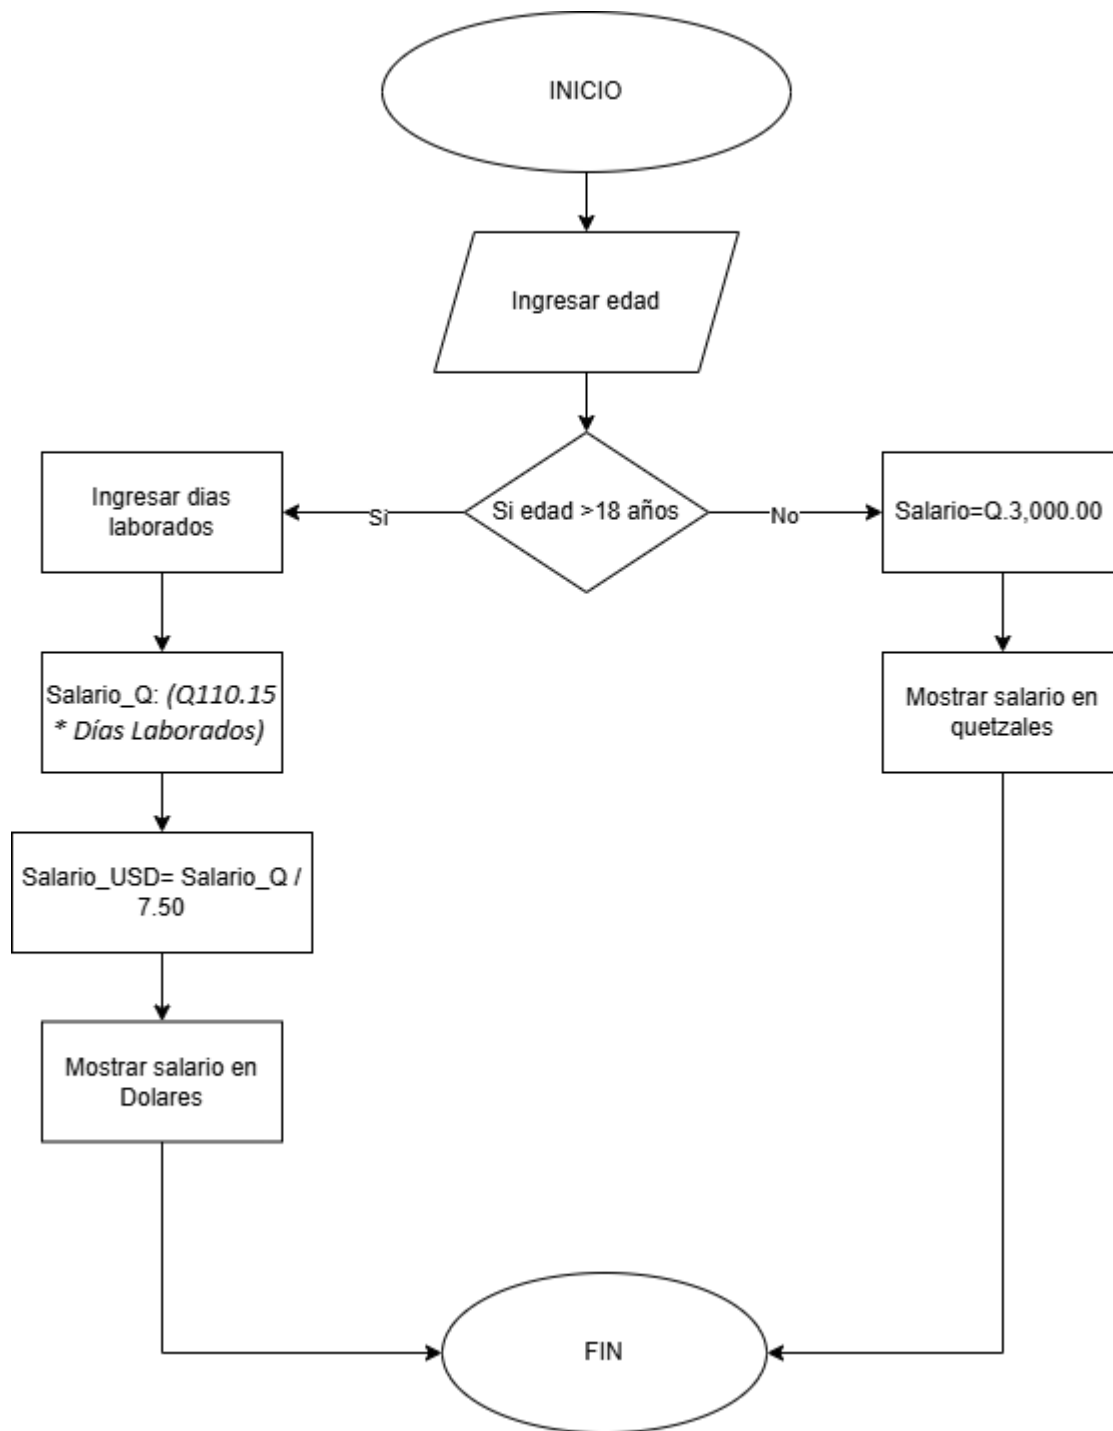 INICIO
Ingresar edad
Si edad >18 años
Si
No
Ingresar dias
laborados
Salario=Q.3,000.00
Salario_Q: (Q110.15
* Días Laborados)
Mostrar salario en
quetzales
Salario_USD= Salario_Q /
7.50
Mostrar salario en
Dolares
FIN